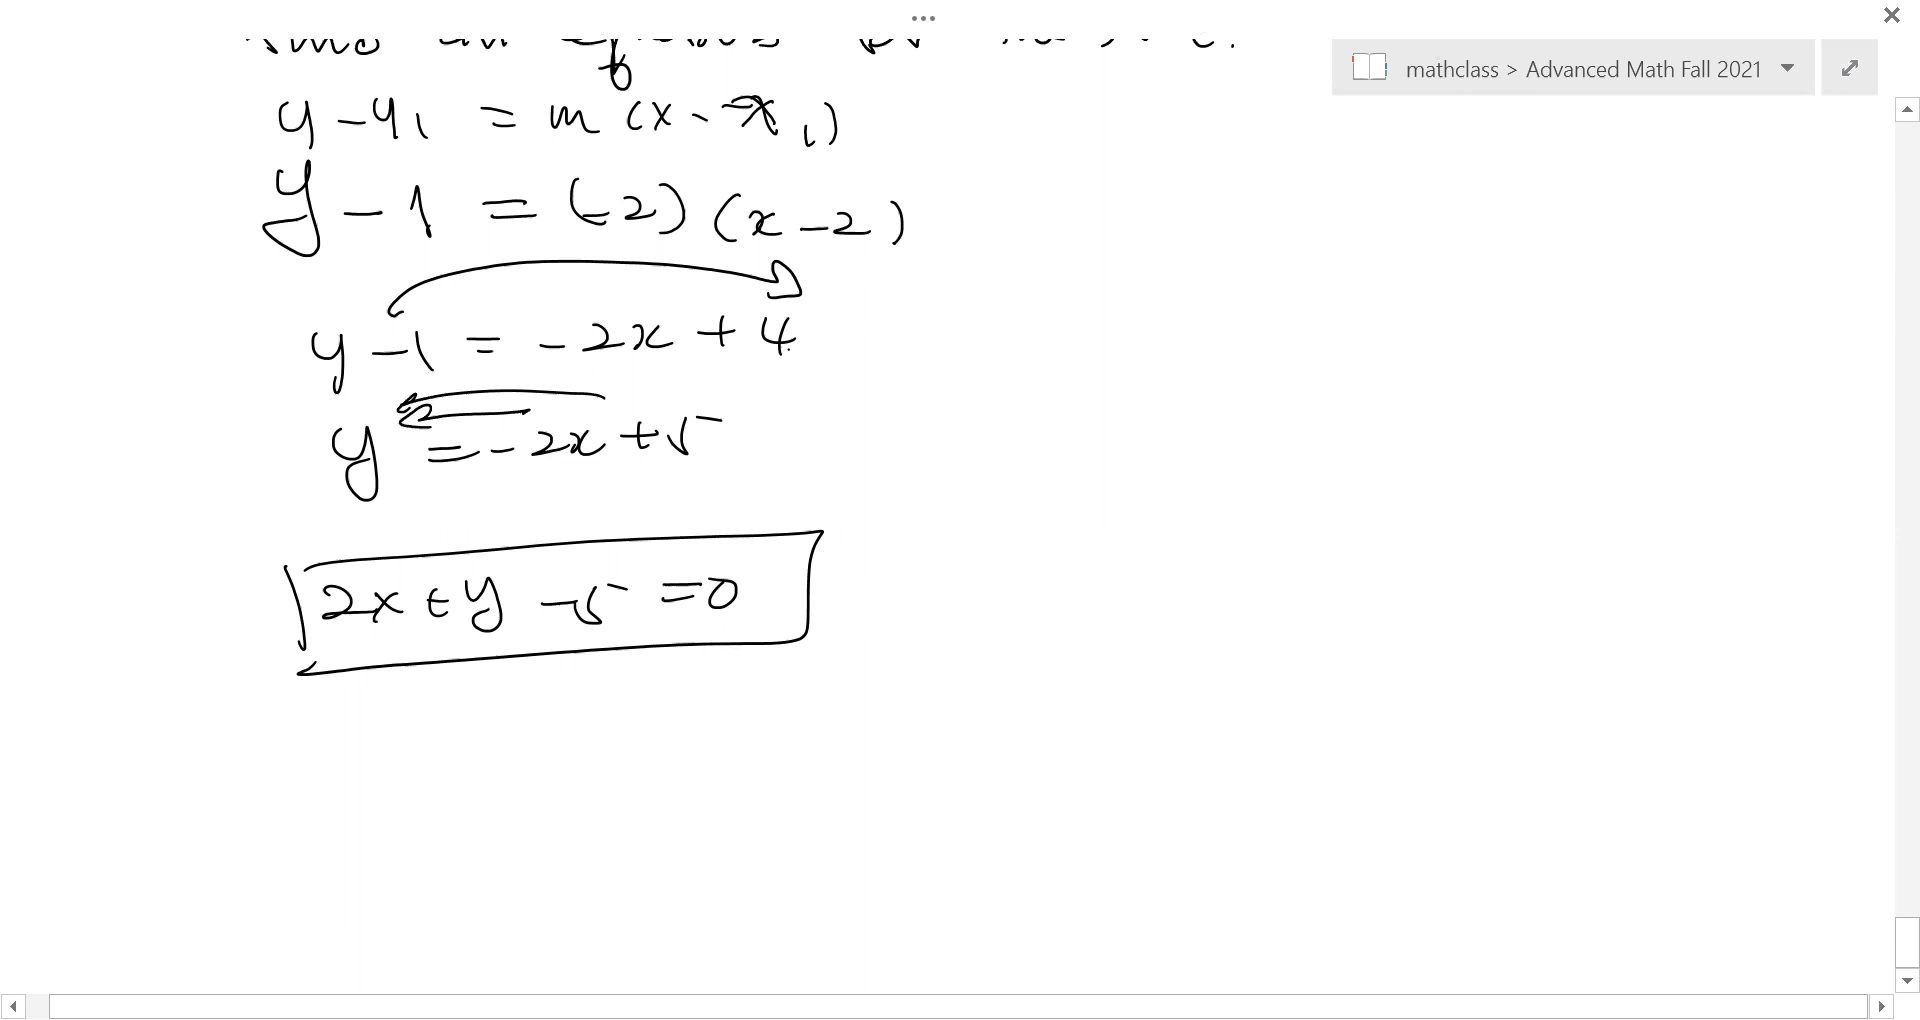 mathclass > Advanced Math Fall 2021
y - y₁ = m (x - x₁)
y - 1 = (-2) (x - 2)
y - 1 = -2x + 4
y = -2x + 5
2x + y - 5 = 0